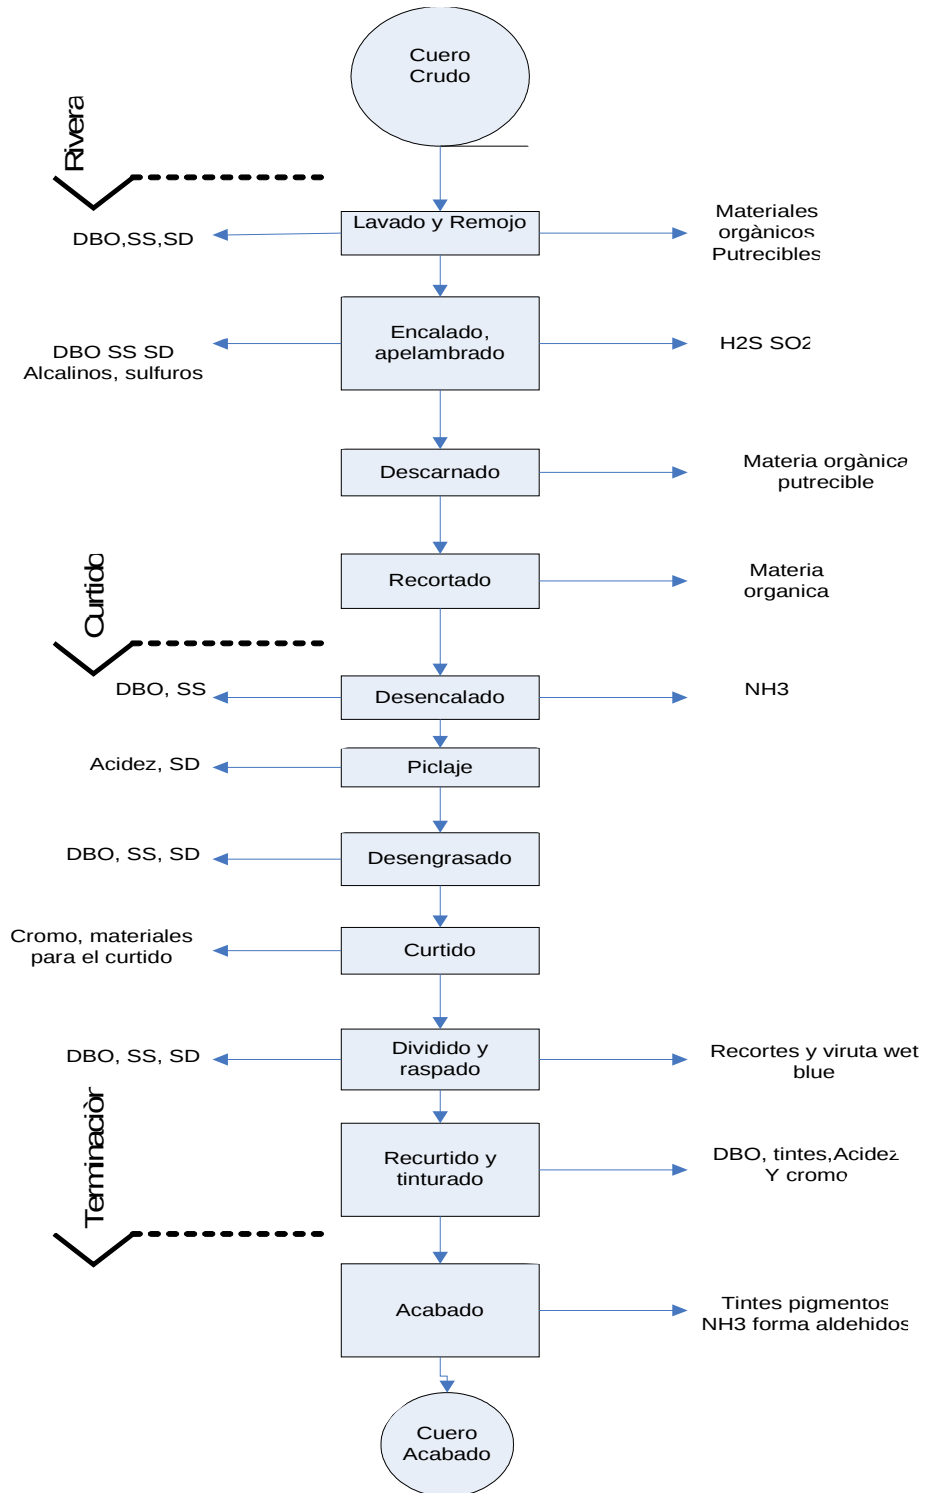 Cuero
Crudo
Rivera
Lavado y Remojo
DBO,SS,SD
Materiales
orgànicos
Putrecibles
Encalado,
apelambrado
DBO SS SD
Alcalinos, sulfuros
H2S SO2
Descarnado
Materia orgànica
putrecible
Recortado
Materia
organica
Curtido
Desencalado
DBO, SS
NH3
Piclaje
Acidez, SD
Desengrasado
DBO, SS, SD
Curtido
Cromo, materiales
para el curtido
Dividido y
raspado
DBO, SS, SD
Recortes y viruta wet
blue
Terminaciòn
Recurtido y
tinturado
DBO, tintes,Acidez
Y cromo
Acabado
Tintes pigmentos
NH3 forma aldehidos
Cuero
Acabado